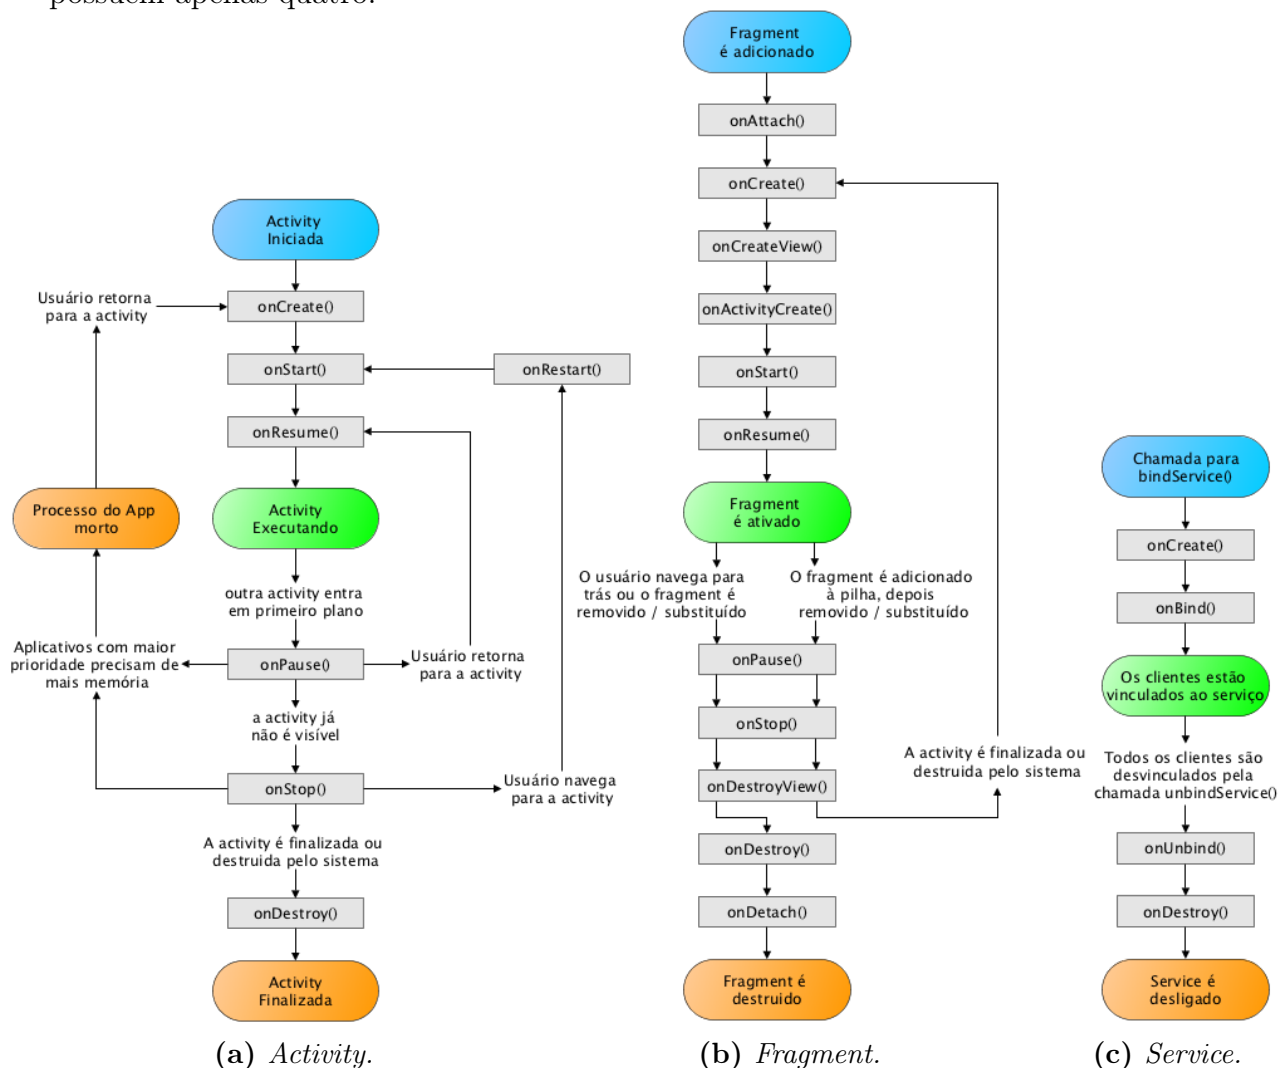 possuem apenas quatro.
Activity
Iniciada
Usuário retorna
para a activity
onCreate()
onStart()
onRestart()
onResume()
Processo do App
morto
Activity
Executando
outra activity entra
em primeiro plano
Aplicativos com maior
prioridade precisam de
mais memória
onPause()
Usuário retorna
para a activity
a activity já
não é visível
onStop()
Usuário navega
para a activity
A activity é finalizada ou
destruida pelo sistema
onDestroy()
Activity
Finalizada
(a) Activity.
Fragment
é adicionado
onAttach()
onCreate()
onCreateView()
onActivityCreate()
onStart()
onResume()
Fragment
é ativado
O usuário navega para
trás ou o fragment é
removido / substituído
O fragment é adicionado
à pilha, depois
removido / substituído
onPause()
onStop()
onDestroyView()
A activity é finalizada ou
destruida pelo sistema
onDestroy()
onDetach()
Fragment é
destruido
(b) Fragment.
Chamada para
bindService()
onCreate()
onBind()
Os clientes estão
vinculados ao serviço
Todos os clientes são
desvinculados pela
chamada unbindService()
onUnbind()
onDestroy()
Service é
desligado
(c) Service.